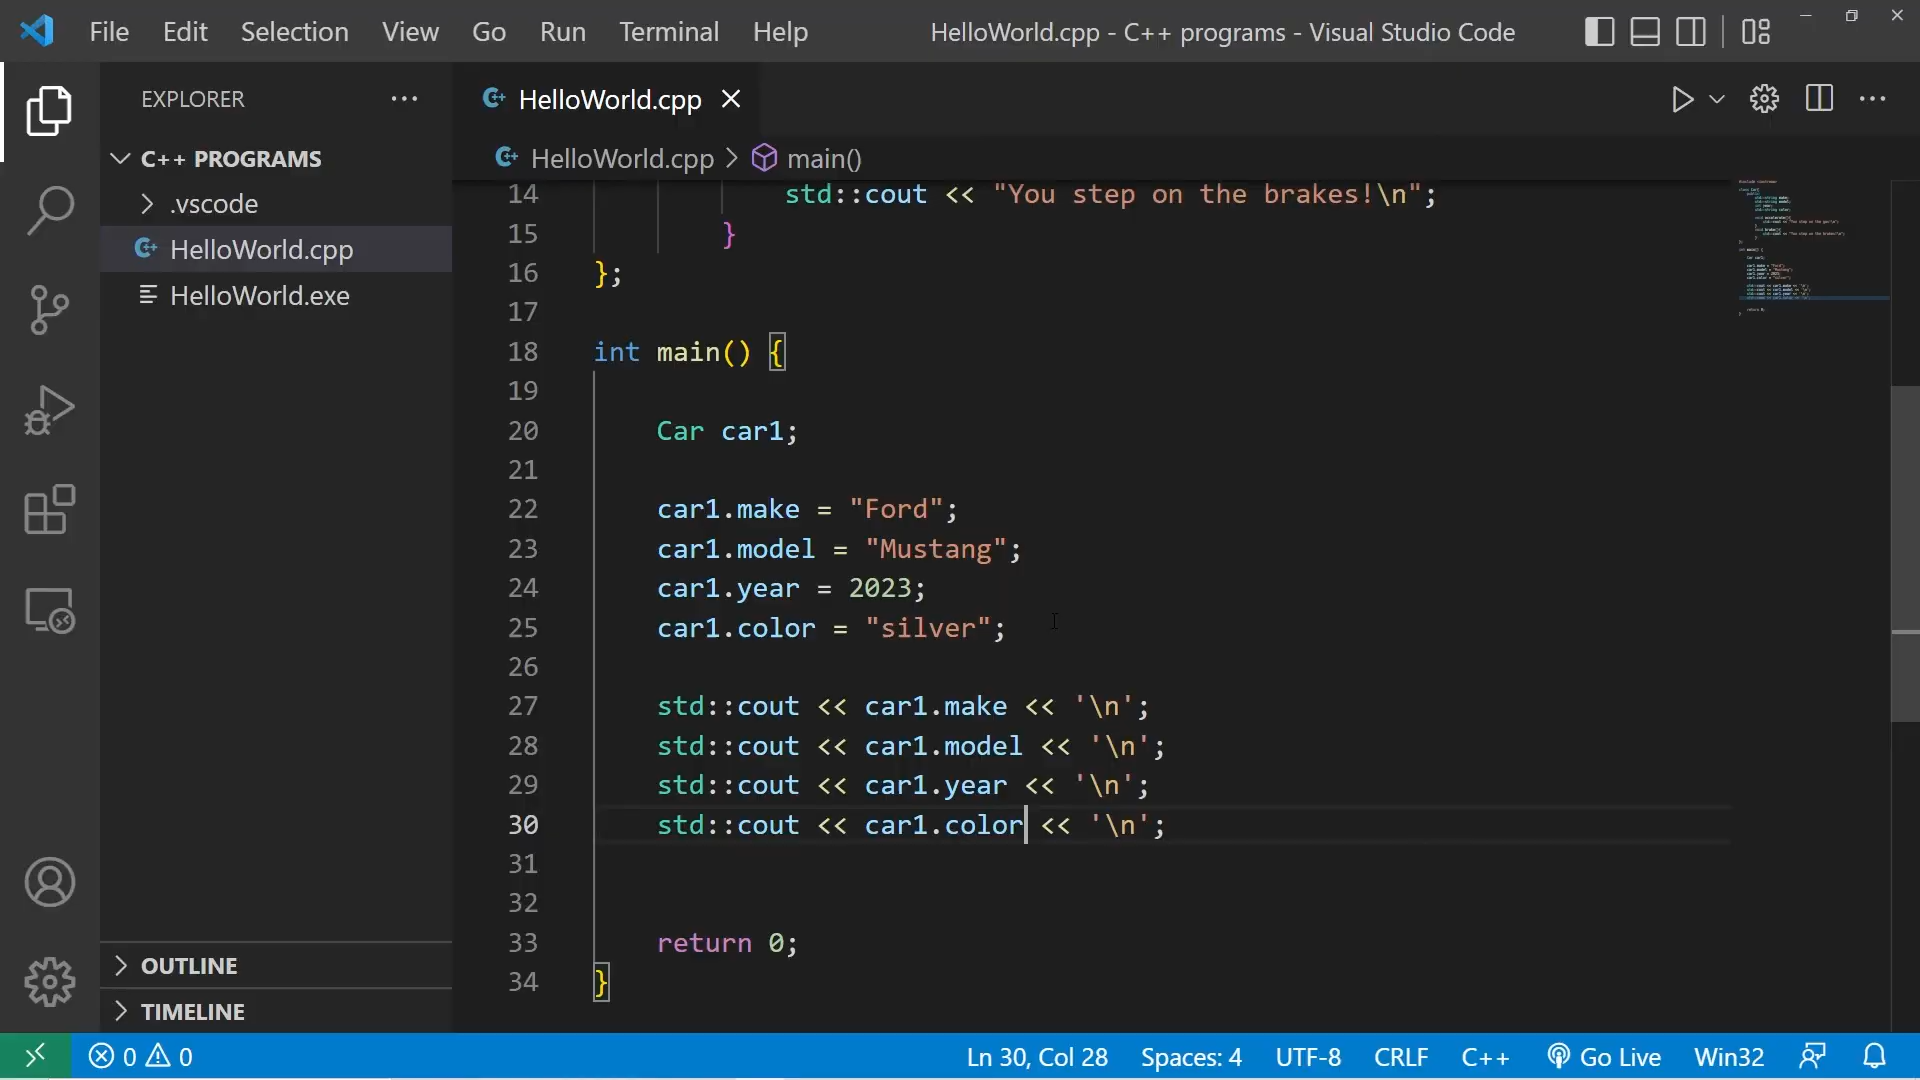 File Edit Selection View Go Run Terminal Help HelloWorld.cpp - C++ programs - Visual Studio Code
EXPLORER
C++ PROGRAMS
.vscode
HelloWorld.cpp
HelloWorld.exe
OUTLINE
TIMELINE
HelloWorld.cpp
HelloWorld.cpp > main()
14 std::cout << "You step on the brakes!\n";
15 }
16 };
17
18 int main() {
19
20 Car car1;
21
22 car1.make = "Ford";
23 car1.model = "Mustang";
24 car1.year = 2023;
25 car1.color = "silver";
26
27 std::cout << car1.make << '\n';
28 std::cout << car1.model << '\n';
29 std::cout << car1.year << '\n';
30 std::cout << car1.color << '\n';
31
32
33 return 0;
34 }
0 0 Ln 30, Col 28 Spaces: 4 UTF-8 CRLF C++ Go Live Win32